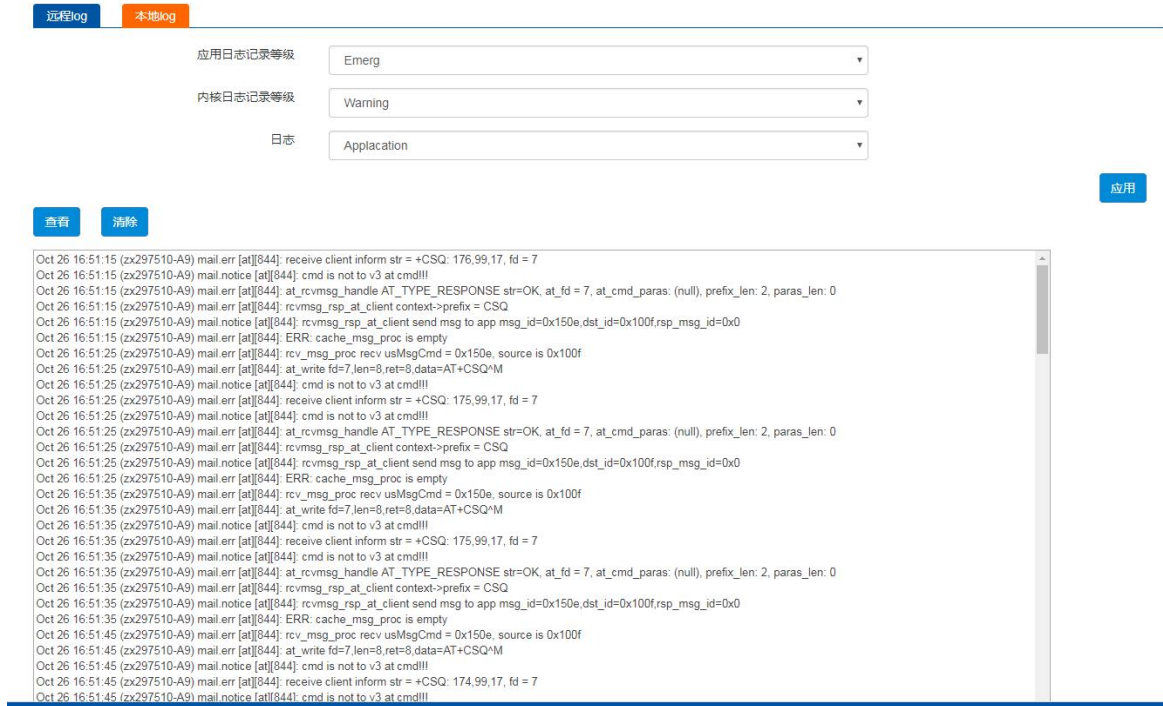 远程log 本地log
应用日志记录等级 Emerg
内核日志记录等级 Warning
日志 Applacation
应用
查看 清除
Oct 26 16:51:15 (zx297510-A9) mail.err [at][844]: receive client inform str = +CSQ: 176,99,17, fd = 7
Oct 26 16:51:15 (zx297510-A9) mail.notice [at][844]: cmd is not to v3 at cmd!!!
Oct 26 16:51:15 (zx297510-A9) mail.err [at][844]: at_rcvmsg_handle AT_TYPE_RESPONSE str=OK, at_fd = 7, at_cmd_paras: (null), prefix_len: 2, paras_len: 0
Oct 26 16:51:15 (zx297510-A9) mail.err [at][844]: rcvmsg_rsp_at_client context->prefix = CSQ
Oct 26 16:51:15 (zx297510-A9) mail.notice [at][844]: rcvmsg_rsp_at_client send msg to app msg_id=0x150e,dst_id=0x100f,rsp_msg_id=0x0
Oct 26 16:51:15 (zx297510-A9) mail.err [at][844]: ERR: cache_msg_proc is empty
Oct 26 16:51:25 (zx297510-A9) mail.err [at][844]: rcv_msg_proc recv usMsgCmd = 0x150e, source is 0x100f
Oct 26 16:51:25 (zx297510-A9) mail.err [at][844]: at_write fd=7,len=8,ret=8,data=AT+CSQ^M
Oct 26 16:51:25 (zx297510-A9) mail.notice [at][844]: cmd is not to v3 at cmd!!!
Oct 26 16:51:25 (zx297510-A9) mail.err [at][844]: receive client inform str = +CSQ: 175,99,17, fd = 7
Oct 26 16:51:25 (zx297510-A9) mail.notice [at][844]: cmd is not to v3 at cmd!!!
Oct 26 16:51:25 (zx297510-A9) mail.err [at][844]: at_rcvmsg_handle AT_TYPE_RESPONSE str=OK, at_fd = 7, at_cmd_paras: (null), prefix_len: 2, paras_len: 0
Oct 26 16:51:25 (zx297510-A9) mail.err [at][844]: rcvmsg_rsp_at_client context->prefix = CSQ
Oct 26 16:51:25 (zx297510-A9) mail.notice [at][844]: rcvmsg_rsp_at_client send msg to app msg_id=0x150e,dst_id=0x100f,rsp_msg_id=0x0
Oct 26 16:51:25 (zx297510-A9) mail.err [at][844]: ERR: cache_msg_proc is empty
Oct 26 16:51:35 (zx297510-A9) mail.err [at][844]: rcv_msg_proc recv usMsgCmd = 0x150e, source is 0x100f
Oct 26 16:51:35 (zx297510-A9) mail.err [at][844]: at_write fd=7,len=8,ret=8,data=AT+CSQ^M
Oct 26 16:51:35 (zx297510-A9) mail.notice [at][844]: cmd is not to v3 at cmd!!!
Oct 26 16:51:35 (zx297510-A9) mail.err [at][844]: receive client inform str = +CSQ: 175,99,17, fd = 7
Oct 26 16:51:35 (zx297510-A9) mail.notice [at][844]: cmd is not to v3 at cmd!!!
Oct 26 16:51:35 (zx297510-A9) mail.err [at][844]: at_rcvmsg_handle AT_TYPE_RESPONSE str=OK, at_fd = 7, at_cmd_paras: (null), prefix_len: 2, paras_len: 0
Oct 26 16:51:35 (zx297510-A9) mail.err [at][844]: rcvmsg_rsp_at_client context->prefix = CSQ
Oct 26 16:51:35 (zx297510-A9) mail.notice [at][844]: rcvmsg_rsp_at_client send msg to app msg_id=0x150e,dst_id=0x100f,rsp_msg_id=0x0
Oct 26 16:51:35 (zx297510-A9) mail.err [at][844]: ERR: cache_msg_proc is empty
Oct 26 16:51:45 (zx297510-A9) mail.err [at][844]: rcv_msg_proc recv usMsgCmd = 0x150e, source is 0x100f
Oct 26 16:51:45 (zx297510-A9) mail.err [at][844]: at_write fd=7,len=8,ret=8,data=AT+CSQ^M
Oct 26 16:51:45 (zx297510-A9) mail.notice [at][844]: cmd is not to v3 at cmd!!!
Oct 26 16:51:45 (zx297510-A9) mail.err [at][844]: receive client inform str = +CSQ: 174,99,17, fd = 7
Oct 26 16:51:45 (zx297510-A9) mail.notice [at][844]: cmd is not to v3 at cmd!!!